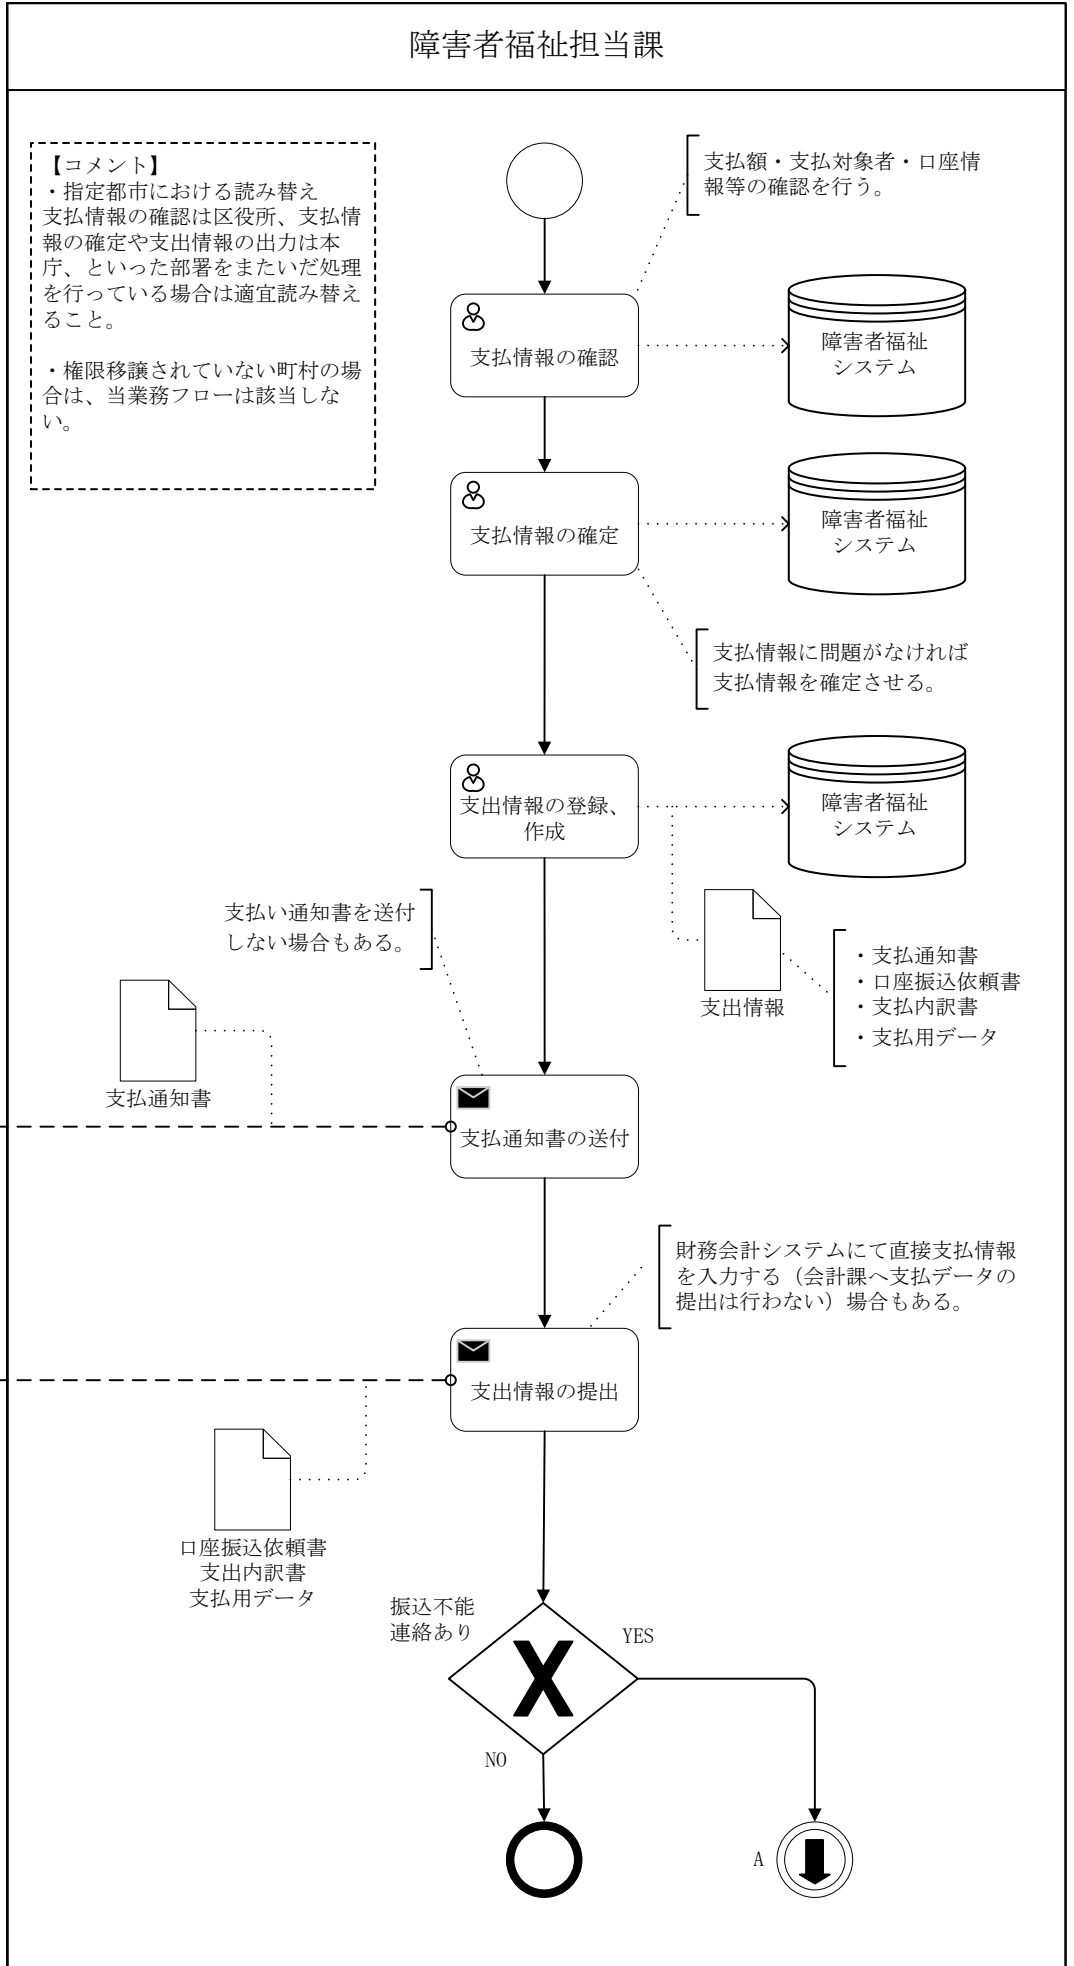 障害者福祉担当課
【コメント】
・指定都市における読み替え
支払情報の確認は区役所、支払情
報の確定や支出情報の出力は本
庁、といった部署をまたいだ処理
を行っている場合は適宜読み替え
ること。
・権限移譲されていない町村の場
合は、当業務フローは該当しな
い。
支払額・支払対象者・口座情
報等の確認を行う。
支払情報の確認
障害者福祉
システム
支払情報の確定
障害者福祉
システム
支払情報に問題がなければ
支払情報を確定させる。
支出情報の登録、
作成
障害者福祉
システム
支払い通知書を送付
しない場合もある。
支出情報
・支払通知書
・口座振込依頼書
・支払内訳書
・支払用データ
支払通知書
支払通知書の送付
財務会計システムにて直接支払情報
を入力する（会計課へ支払データの
提出は行わない）場合もある。
支出情報の提出
口座振込依頼書
支出内訳書
支払用データ
振込不能
連絡あり
YES
NO
A